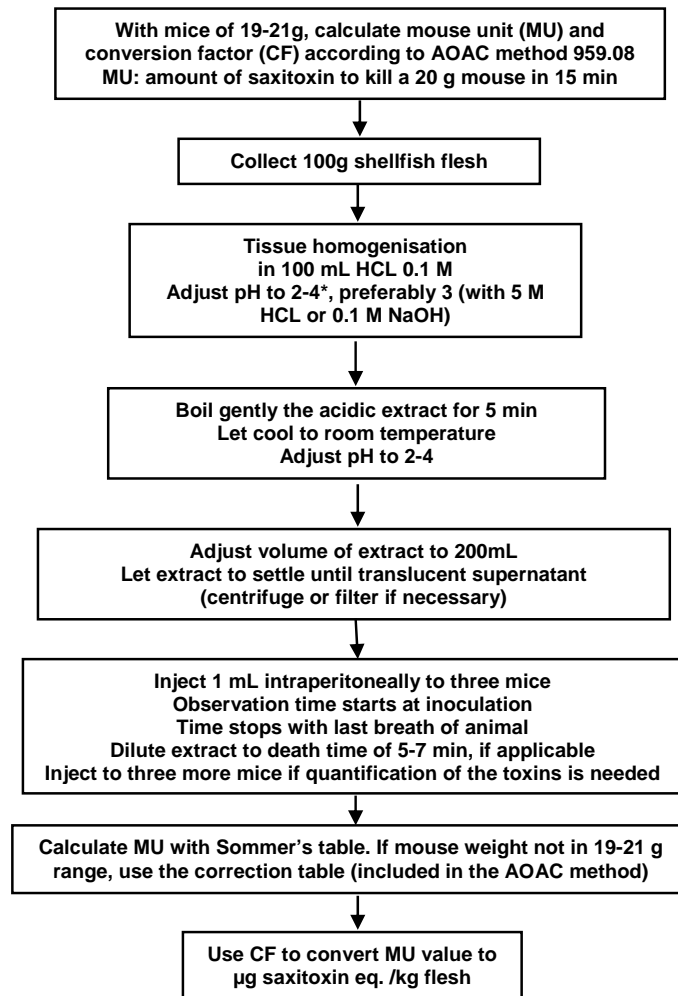 With mice of 19-21g, calculate mouse unit (MU) and
conversion factor (CF) according to AOAC method 959.08
MU: amount of saxitoxin to kill a 20 g mouse in 15 min
Collect 100g shellfish flesh
Tissue homogenisation
in 100 mL HCL 0.1 M
Adjust pH to 2-4*, preferably 3 (with 5 M
HCL or 0.1 M NaOH)
Boil gently the acidic extract for 5 min
Let cool to room temperature
Adjust pH to 2-4
Adjust volume of extract to 200mL
Let extract to settle until translucent supernatant
(centrifuge or filter if necessary)
Inject 1 mL intraperitoneally to three mice
Observation time starts at inoculation
Time stops with last breath of animal
Dilute extract to death time of 5-7 min, if applicable
Inject to three more mice if quantification of the toxins is needed
Calculate MU with Sommer's table. If mouse weight not in 19-21 g
range, use the correction table (included in the AOAC method)
Use CF to convert MU value to
µg saxitoxin eq. /kg flesh